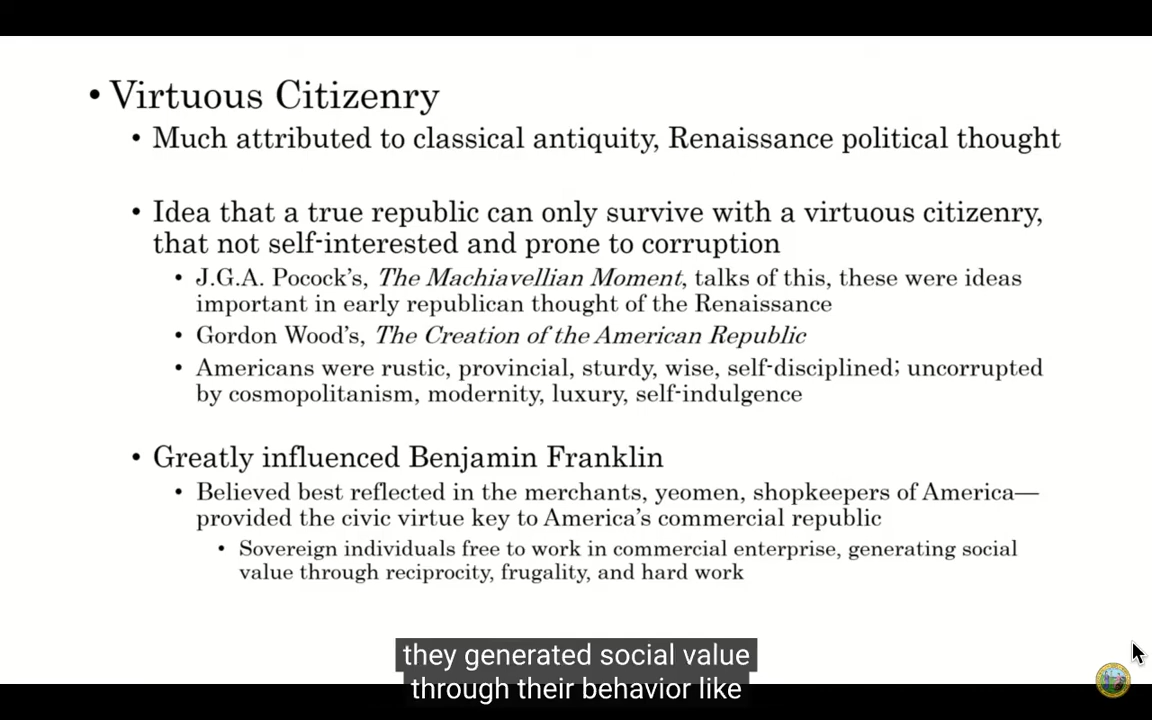 • Virtuous Citizenry
• Much attributed to classical antiquity, Renaissance political thought
• Idea that a true republic can only survive with a virtuous citizenry,
that not self-interested and prone to corruption
• J.G.A. Pocock's, The Machiavellian Moment, talks of this, these were ideas
important in early republican thought of the Renaissance
• Gordon Wood's, The Creation of the American Republic
• Americans were rustic, provincial, sturdy, wise, self-disciplined; uncorrupted
by cosmopolitanism, modernity, luxury, self-indulgence
• Greatly influenced Benjamin Franklin
• Believed best reflected in the merchants, yeomen, shopkeepers of America—
provided the civic virtue key to America's commercial republic
• Sovereign individuals free to work in commercial enterprise, generating social
value through reciprocity, frugality, and hard work
they generated social value
through their behavior like